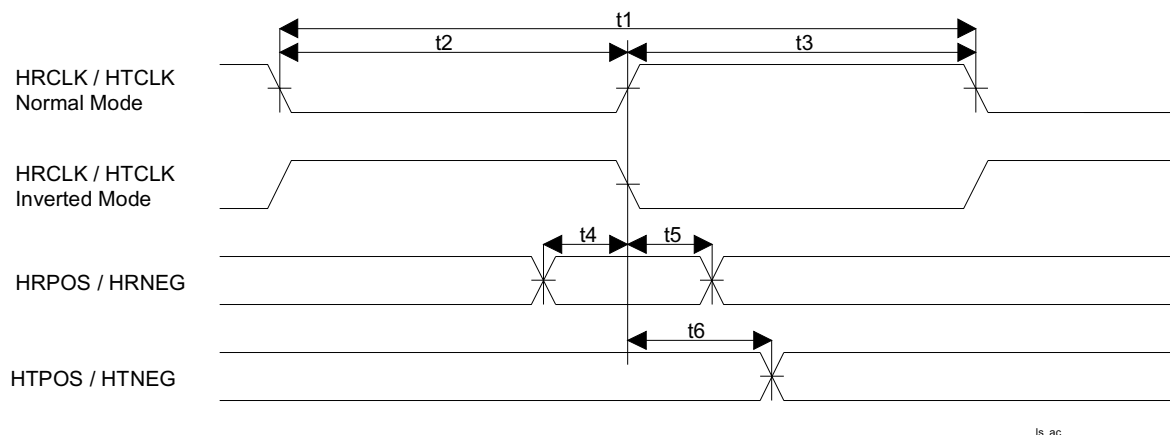 t1
t2
t3
HRCLK / HTCLK
Normal Mode
HRCLK / HTCLK
Inverted Mode
t4
t5
HRPOS / HRNEG
t6
HTPOS / HTNEG
ls_ac